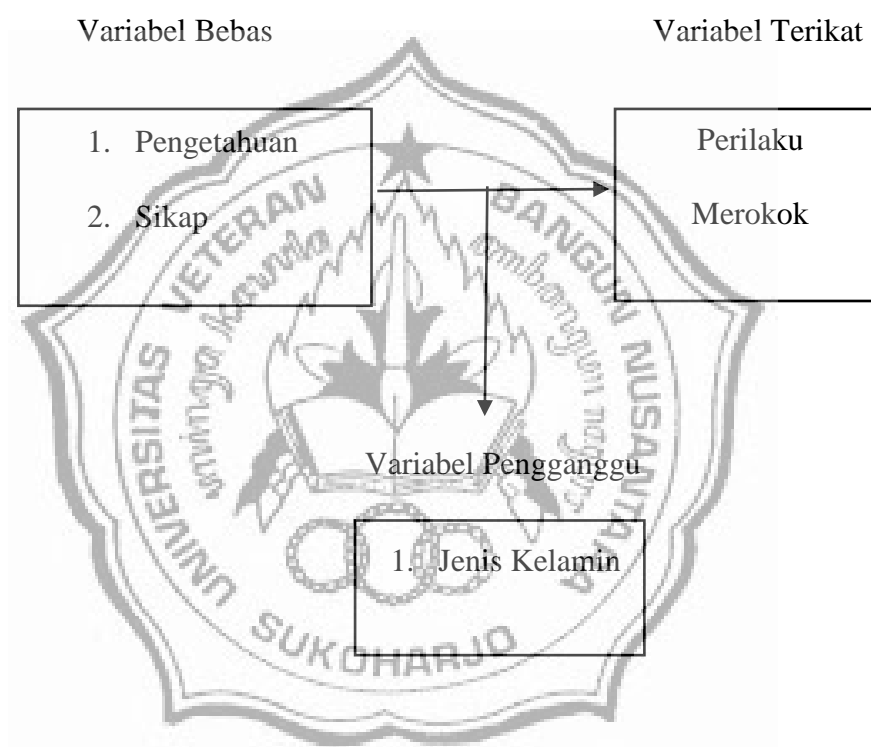 Variabel Bebas
Variabel Terikat
1. Pengetahuan
2. Sikap
Perilaku
Merokok
Variabel Pengganggu
1. Jenis Kelamin
UNIVERSITAS VETERAN BANGUN NUSANTARA
SUKOHARJO